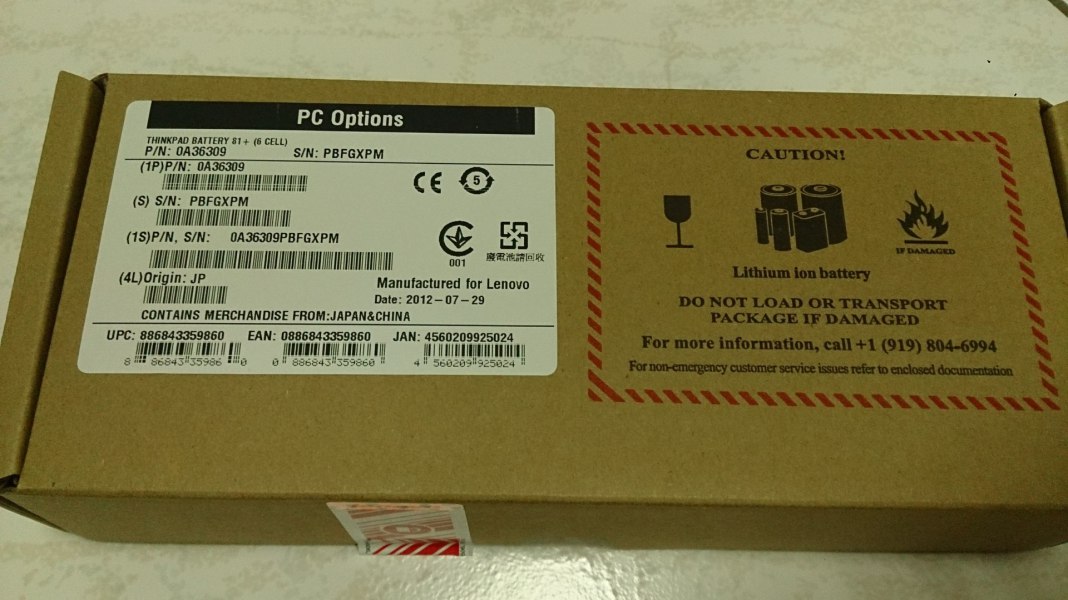 PC Options
THINKPAD BATTERY 81+ (6 CELL)
P/N: 0A36309 S/N: PBFGXPM
(1P)P/N: 0A36309
(S) S/N: PBFGXPM
(1S)P/N, S/N: 0A36309PBFGXPM
CE
5
001
廢電池請回收
(4L)Origin: JP
Manufactured for Lenovo
Date: 2012-07-29
CONTAINS MERCHANDISE FROM:JAPAN&CHINA
UPC: 886843359860 EAN: 0886843359860 JAN: 4560209925024
8 86843 35986 0 0 886843 359860 4 560209 925024
CAUTION!
IF DAMAGED
Lithium ion battery
DO NOT LOAD OR TRANSPORT
PACKAGE IF DAMAGED
For more information, call +1 (919) 804-6994
For non-emergency customer service issues refer to enclosed documentation